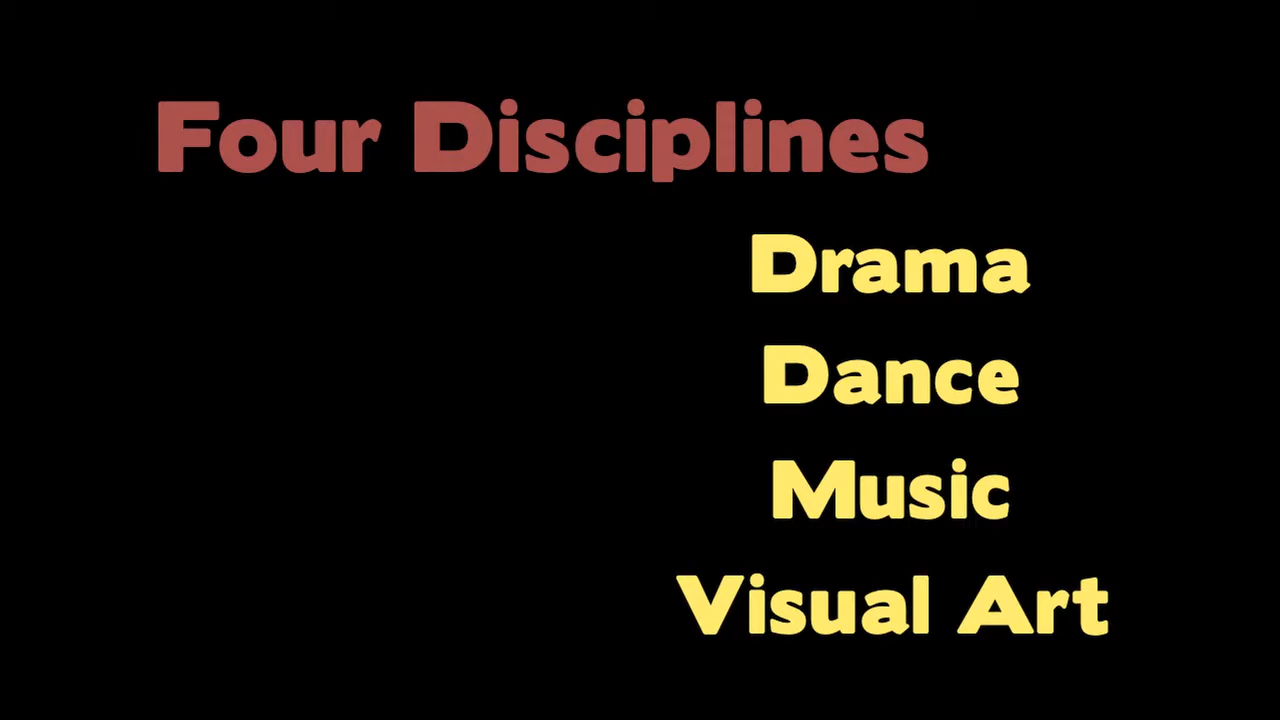 Four Disciplines
Drama
Dance
Music
Visual Art